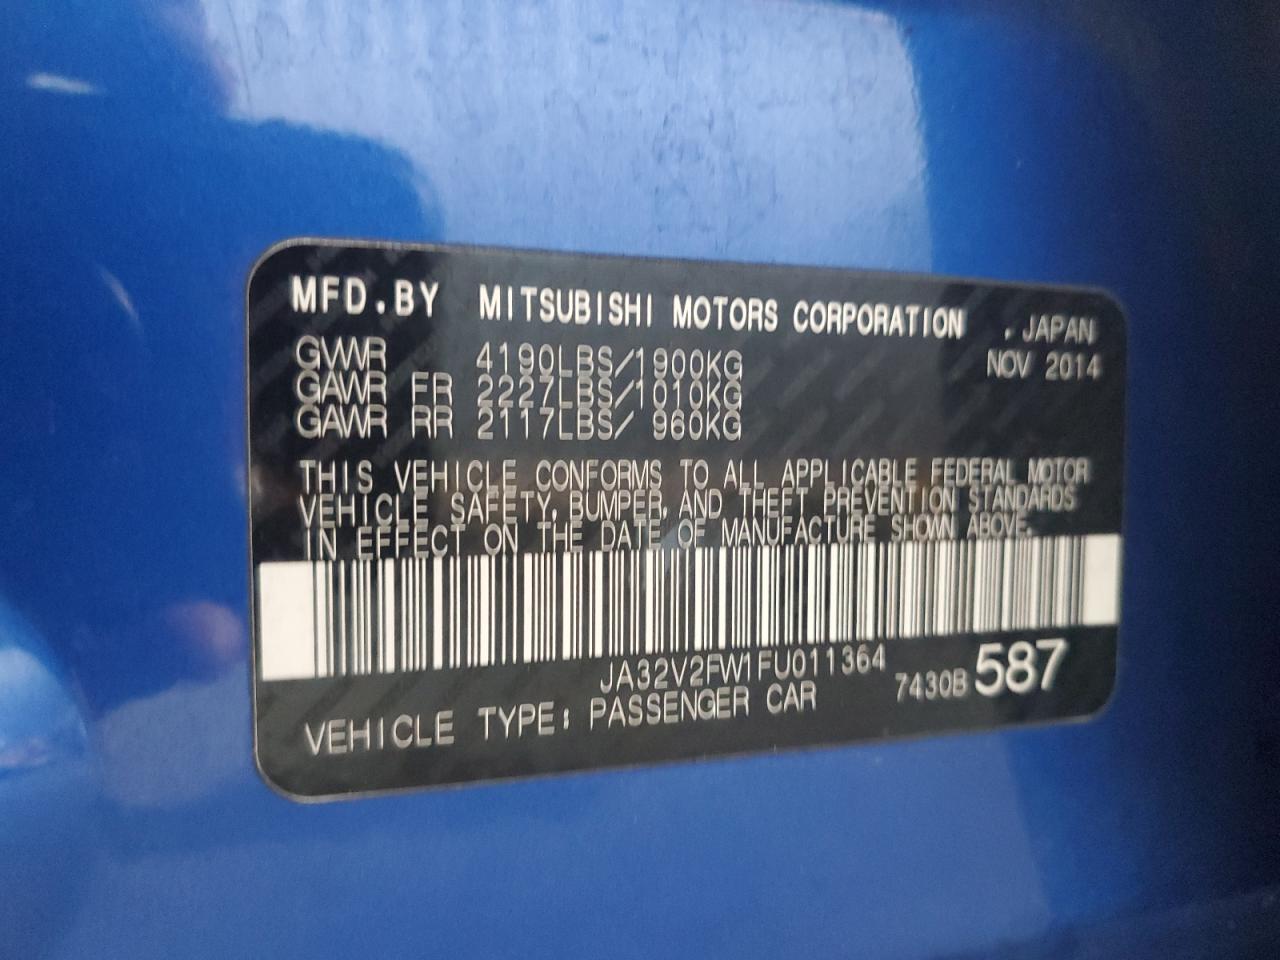 MFD.BY MITSUBISHI MOTORS CORPORATION . JAPAN
GVWR 4190LBS/1900KG NOV 2014
GAWR FR 2227LBS/1010KG
GAWR RR 2117LBS/ 960KG
THIS VEHICLE CONFORMS TO ALL APPLICABLE FEDERAL MOTOR
VEHICLE SAFETY, BUMPER, AND THEFT PREVENTION STANDARDS
IN EFFECT ON THE DATE OF MANUFACTURE SHOWN ABOVE.
JA32V2FW1FU011364 7430B 587
VEHICLE TYPE: PASSENGER CAR